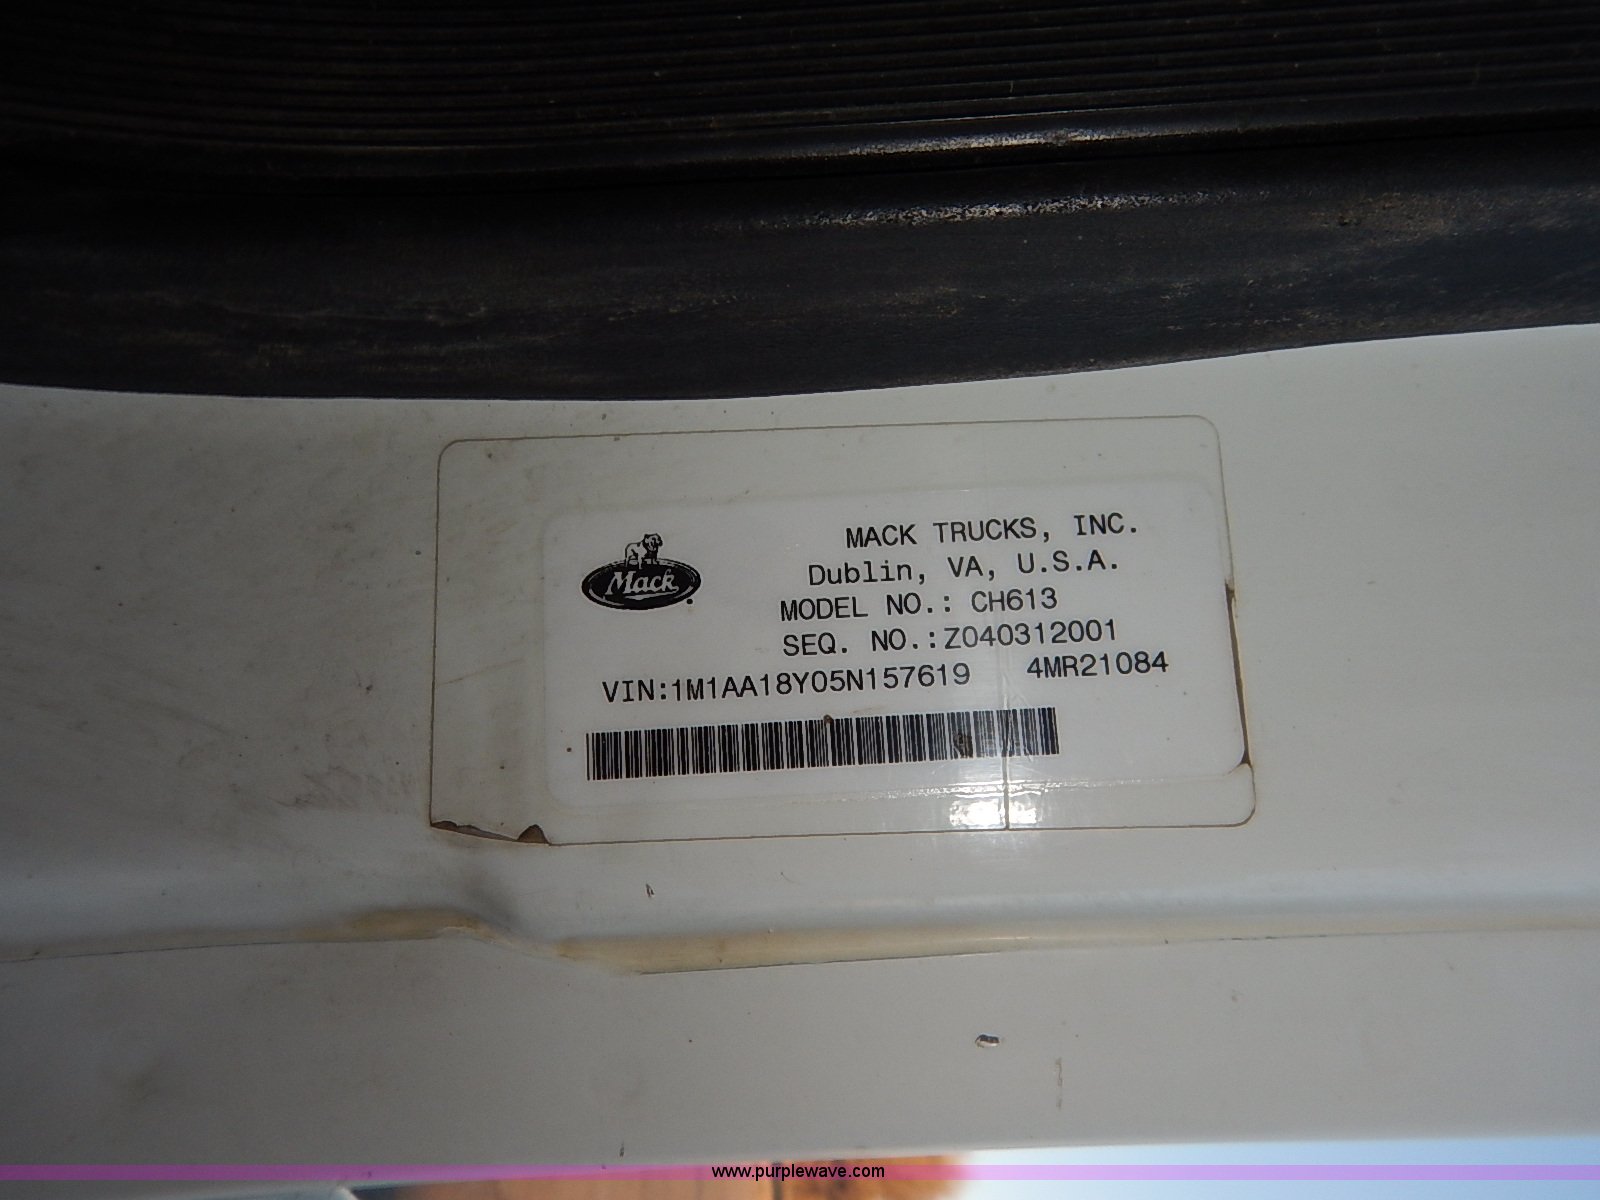 MACK TRUCKS, INC.
Mack
Dublin, VA, U.S.A.
MODEL NO.: CH613
SEQ. NO.:Z040312001
VIN:1M1AA18Y05N157619 4MR21084
www.purplewave.com